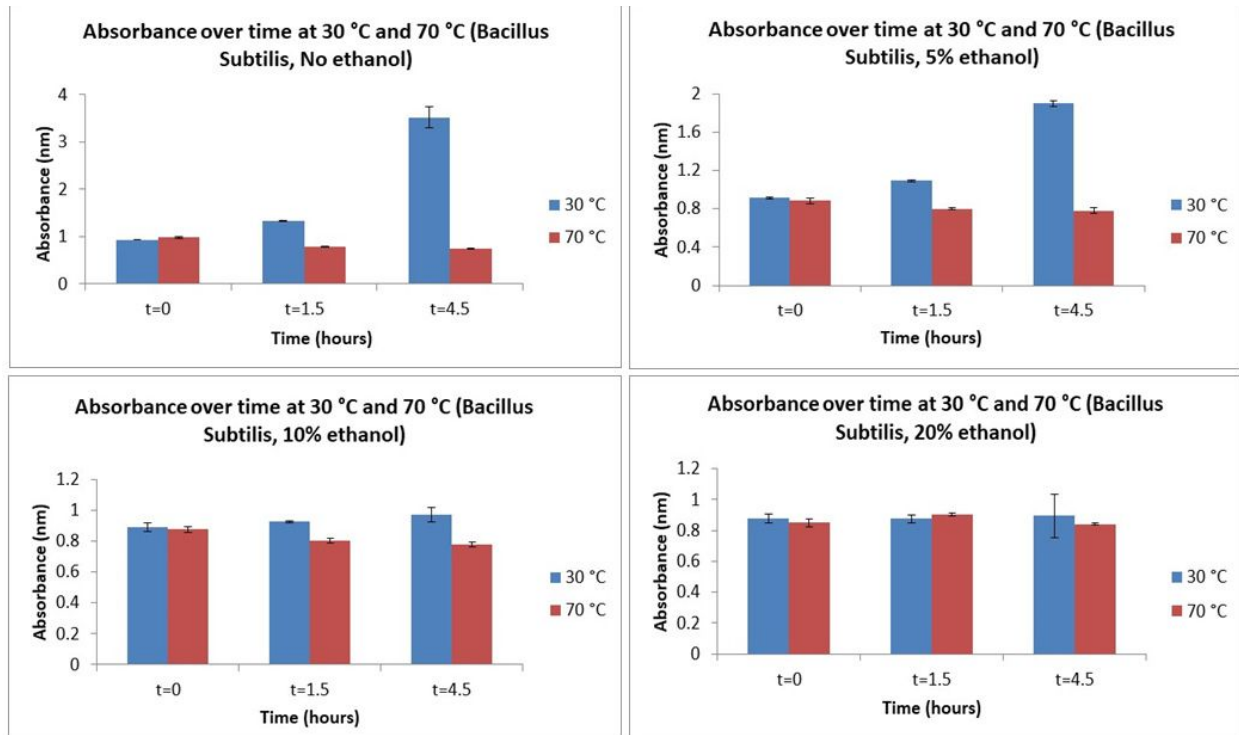 Absorbance over time at 30 °C and 70 °C (Bacillus
Subtilis, No ethanol)
Absorbance (nm)
4
3
2
1
0
t=0
t=1.5
t=4.5
Time (hours)
30 °C
70 °C
Absorbance over time at 30 °C and 70 °C (Bacillus
Subtilis, 5% ethanol)
Absorbance (nm)
2
1.6
1.2
0.8
0.4
0
t=0
t=1.5
t=4.5
Time (hours)
30 °C
70 °C
Absorbance over time at 30 °C and 70 °C (Bacillus
Subtilis, 10% ethanol)
Absorbance (nm)
1.2
1
0.8
0.6
0.4
0.2
0
t=0
t=1.5
t=4.5
Time (hours)
30 °C
70 °C
Absorbance over time at 30 °C and 70 °C (Bacillus
Subtilis, 20% ethanol)
Absorbance (nm)
1.2
1
0.8
0.6
0.4
0.2
0
t=0
t=1.5
t=4.5
Time (hours)
30 °C
70 °C